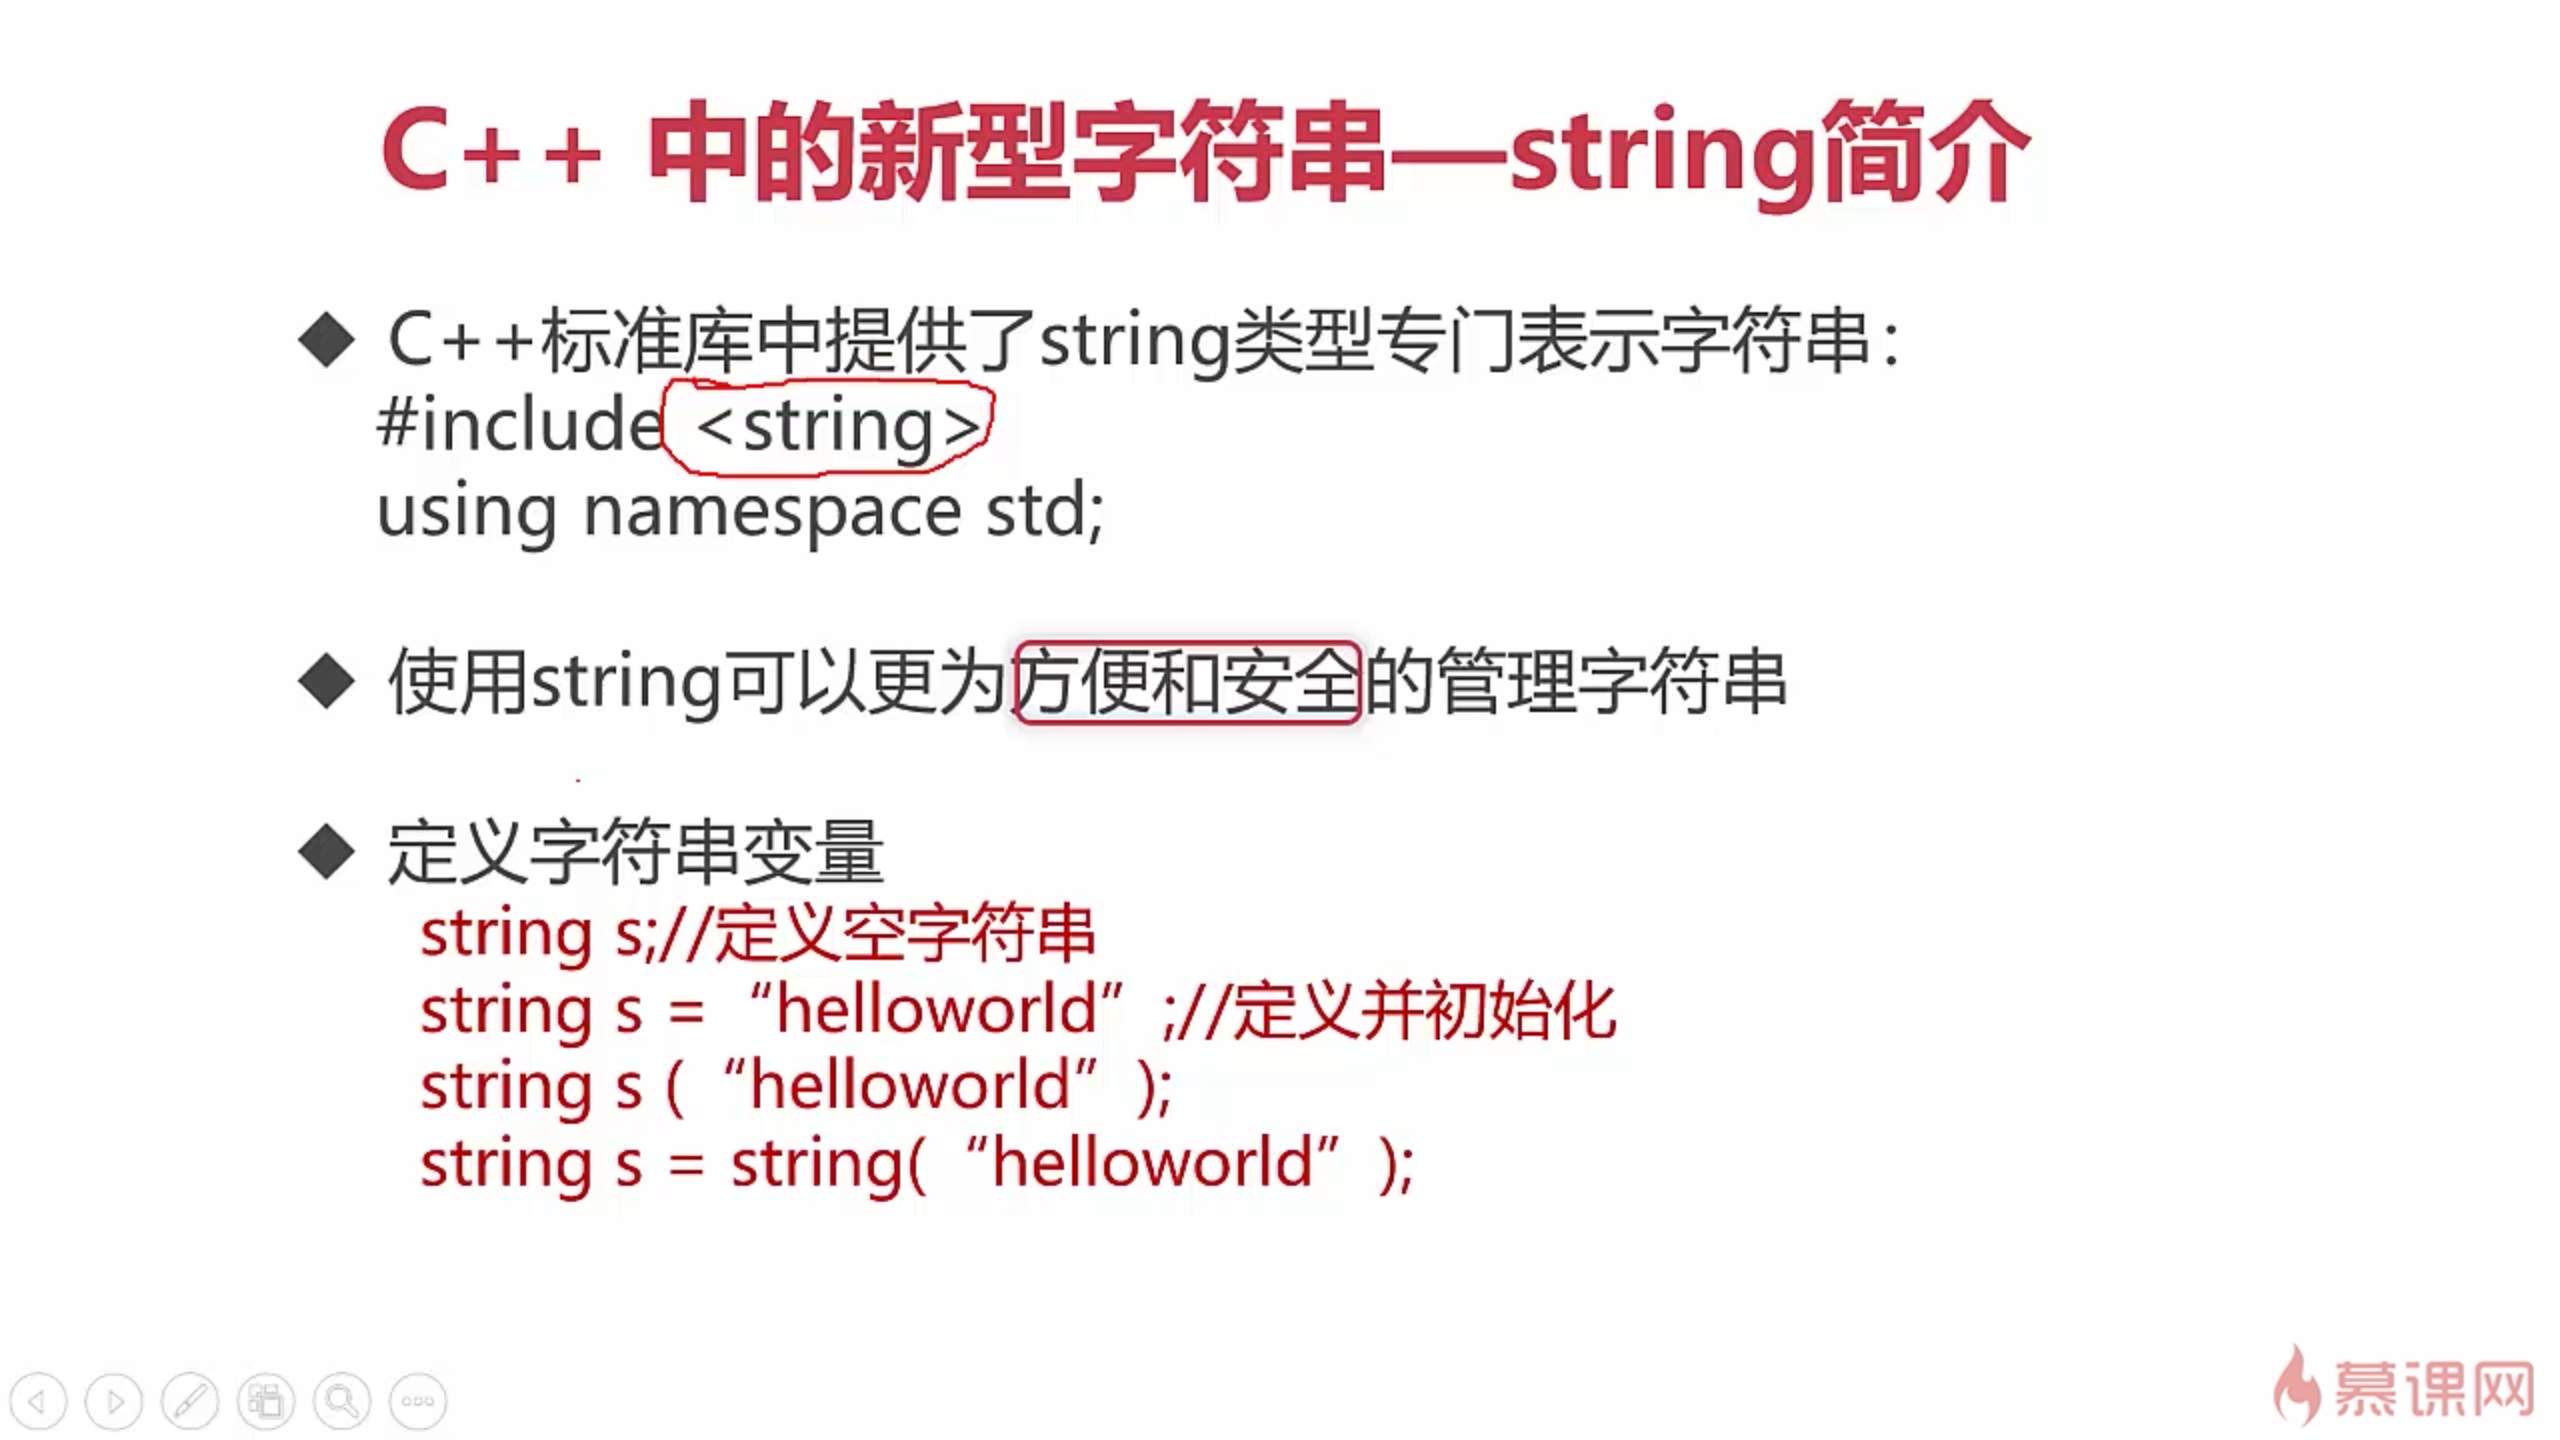 C++ 中的新型字符串—string简介
◆ C++标准库中提供了string类型专门表示字符串：
#include <string>
using namespace std;
◆ 使用string可以更为方便和安全的管理字符串
◆ 定义字符串变量
string s;//定义空字符串
string s = “helloworld” ;//定义并初始化
string s ( “helloworld” );
string s = string( “helloworld” );
慕课网